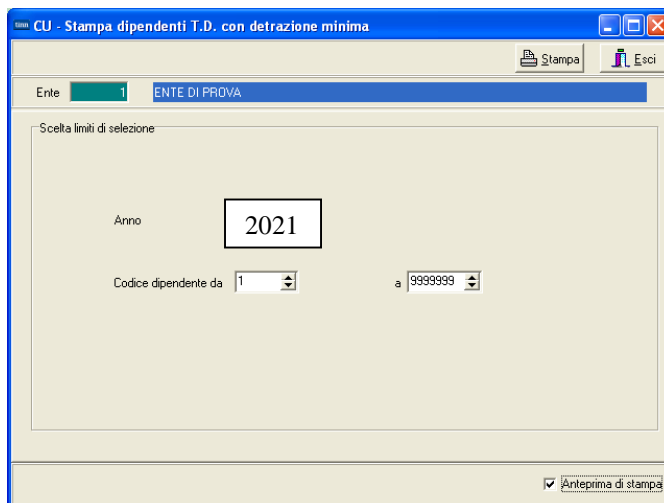 CU - Stampa dipendenti T.D. con detrazione minima
Stampa Esci
Ente 1 ENTE DI PROVA
Scelta limiti di selezione
Anno 2021
Codice dipendente da 1 a 9999999
Anteprima di stampa